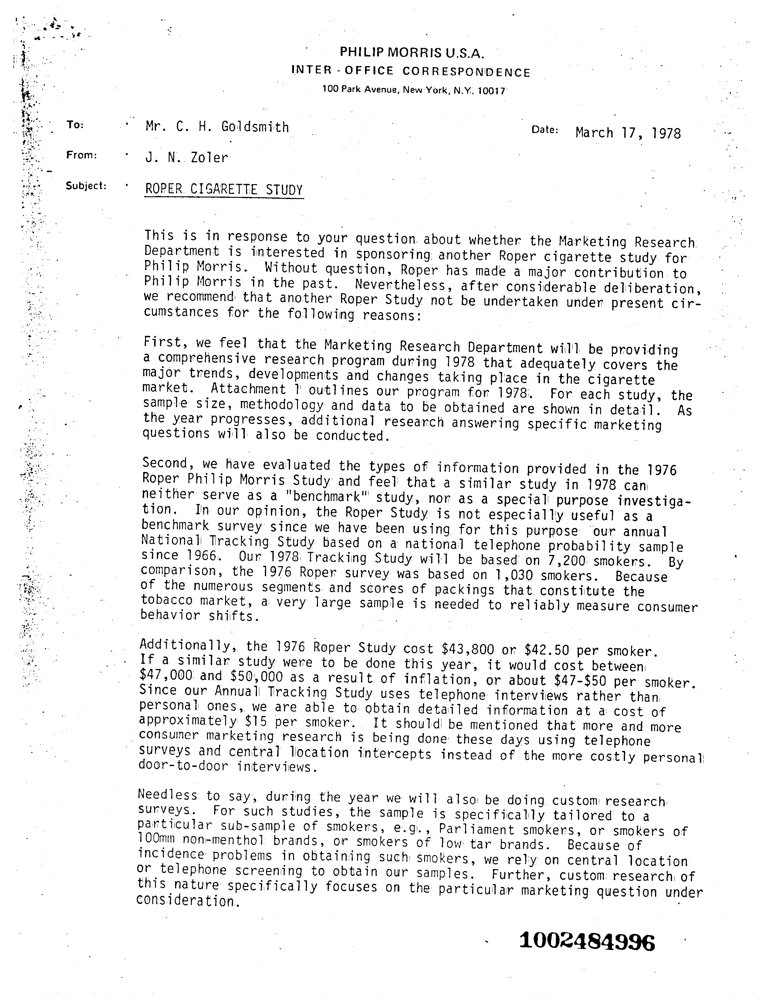 PHILIP MORRIS U.S.A.
INTER - OFFICE CORRESPONDENCE
100 Park Avenue, New York, N.Y. 10017
To: Mr. C. H. Goldsmith Date: March 17, 1978
From: J. N. Zoler
Subject: ROPER CIGARETTE STUDY
This is in response to your question about whether the Marketing Research
Department is interested in sponsoring another Roper cigarette study for
Philip Morris. Without question, Roper has made a major contribution to
Philip Morris in the past. Nevertheless, after considerable deliberation,
we recommend that another Roper Study not be undertaken under present cir-
cumstances for the following reasons:
First, we feel that the Marketing Research Department will be providing
a comprehensive research program during 1978 that adequately covers the
major trends, developments and changes taking place in the cigarette
market. Attachment 1 outlines our program for 1978. For each study, the
sample size, methodology and data to be obtained are shown in detail. As
the year progresses, additional research answering specific marketing
questions will also be conducted.
Second, we have evaluated the types of information provided in the 1976
Roper Philip Morris Study and feel that a similar study in 1978 can
neither serve as a "benchmark" study, nor as a special purpose investiga-
tion. In our opinion, the Roper Study is not especially useful as a
benchmark survey since we have been using for this purpose our annual
National Tracking Study based on a national telephone probability sample
since 1966. Our 1978 Tracking Study will be based on 7,200 smokers. By
comparison, the 1976 Roper survey was based on 1,030 smokers. Because
of the numerous segments and scores of packings that constitute the
tobacco market, a very large sample is needed to reliably measure consumer
behavior shifts.
Additionally, the 1976 Roper Study cost $43,800 or $42.50 per smoker.
If a similar study were to be done this year, it would cost between
$47,000 and $50,000 as a result of inflation, or about $47-$50 per smoker.
Since our Annual Tracking Study uses telephone interviews rather than
personal ones, we are able to obtain detailed information at a cost of
approximately $15 per smoker. It should be mentioned that more and more
consumer marketing research is being done these days using telephone
surveys and central location intercepts instead of the more costly personal
door-to-door interviews.
Needless to say, during the year we will also be doing custom research
surveys. For such studies, the sample is specifically tailored to a
particular sub-sample of smokers, e.g., Parliament smokers, or smokers of
100mm non-menthol brands, or smokers of low tar brands. Because of
incidence problems in obtaining such smokers, we rely on central location
or telephone screening to obtain our samples. Further, custom research of
this nature specifically focuses on the particular marketing question under
consideration.
1002484996